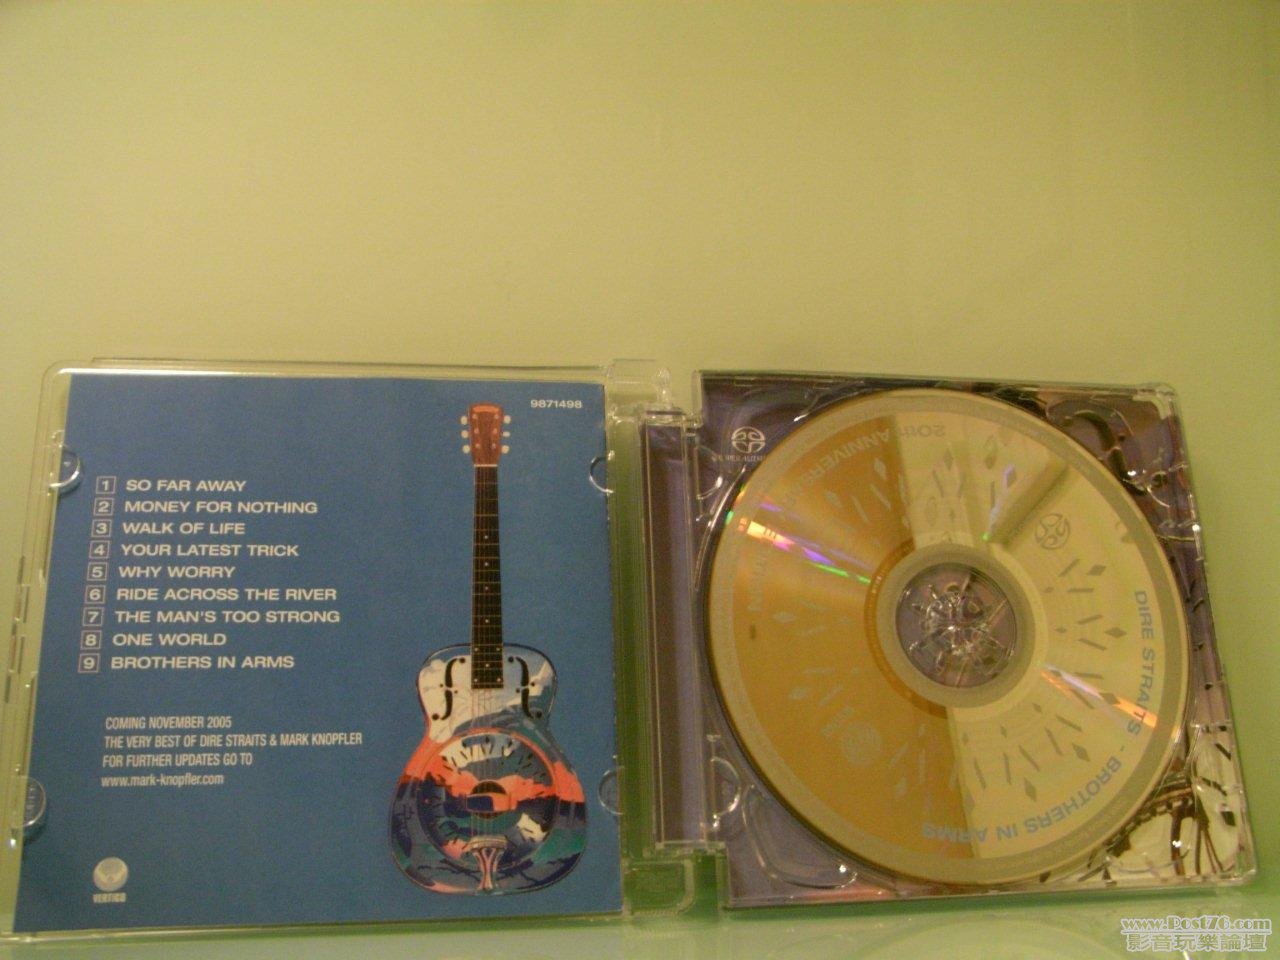 9871498
1 SO FAR AWAY
2 MONEY FOR NOTHING
3 WALK OF LIFE
4 YOUR LATEST TRICK
5 WHY WORRY
6 RIDE ACROSS THE RIVER
7 THE MAN'S TOO STRONG
8 ONE WORLD
9 BROTHERS IN ARMS
COMING NOVEMBER 2005
THE VERY BEST OF DIRE STRAITS & MARK KNOPFLER
FOR FURTHER UPDATES GO TO
www.mark-knopfler.com
VERTIGO
20TH ANNIVERSARY EDITION
DIRE STRAITS - BROTHERS IN ARMS
www.Post76.com
影音玩樂論壇